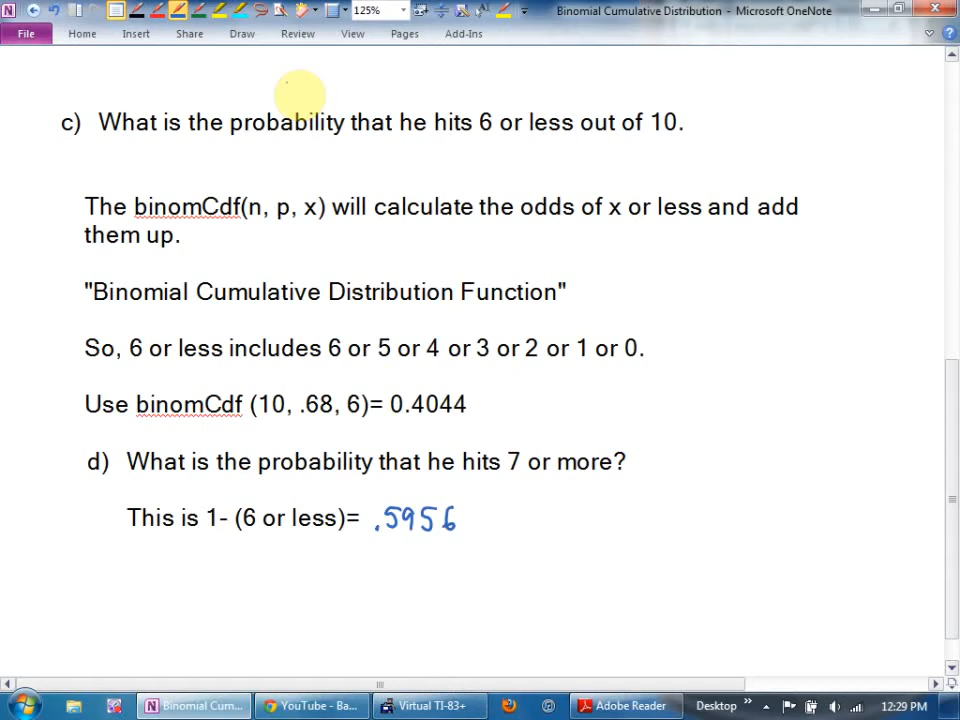 125%
Binomial Cumulative Distribution - Microsoft OneNote
File Home Insert Share Draw Review View Pages Add-Ins
c) What is the probability that he hits 6 or less out of 10.
The binomCdf(n, p, x) will calculate the odds of x or less and add
them up.
"Binomial Cumulative Distribution Function"
So, 6 or less includes 6 or 5 or 4 or 3 or 2 or 1 or 0.
Use binomCdf (10, .68, 6)= 0.4044
d) What is the probability that he hits 7 or more?
This is 1- (6 or less)= .5956
Binomial Cum... YouTube - Ba... Virtual TI-83+ Adobe Reader Desktop 12:29 PM